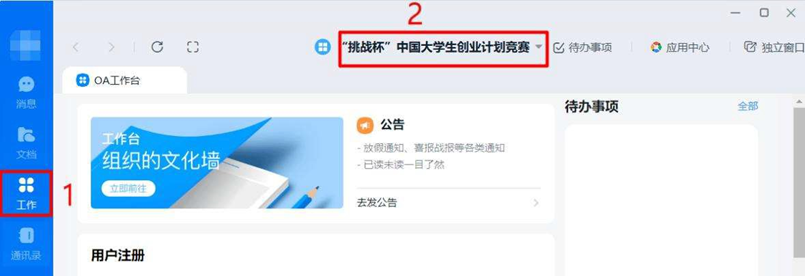 2
"挑战杯"中国大学生创业计划竞赛
待办事项
应用中心
独立窗口
OA工作台
消息
文档
1
工作
通讯录
工作台
组织的文化墙
立即前往
公告
- 放假通知、喜报战报等各类通知
- 已读未读一目了然
去发公告
待办事项
全部
用户注册